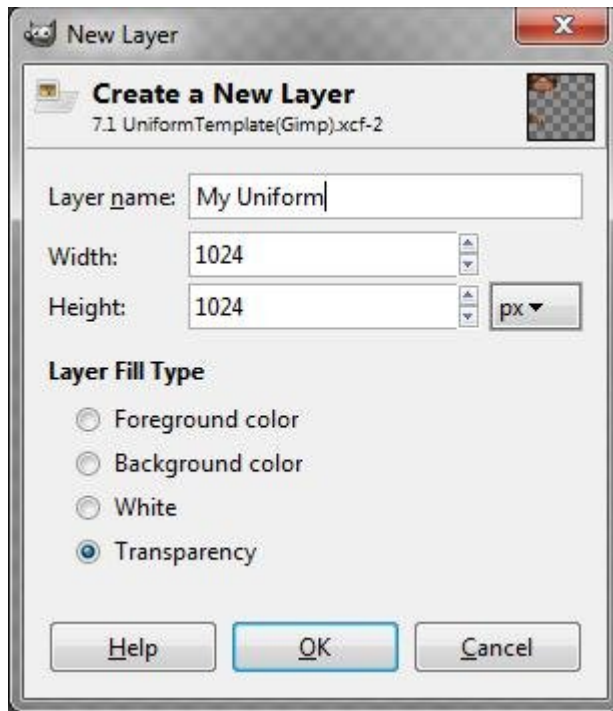 New Layer
Create a New Layer
7.1 UniformTemplate(Gimp).xcf-2
Layer name: My Uniform
Width: 1024
Height: 1024 px
Layer Fill Type
Foreground color
Background color
White
Transparency
Help OK Cancel